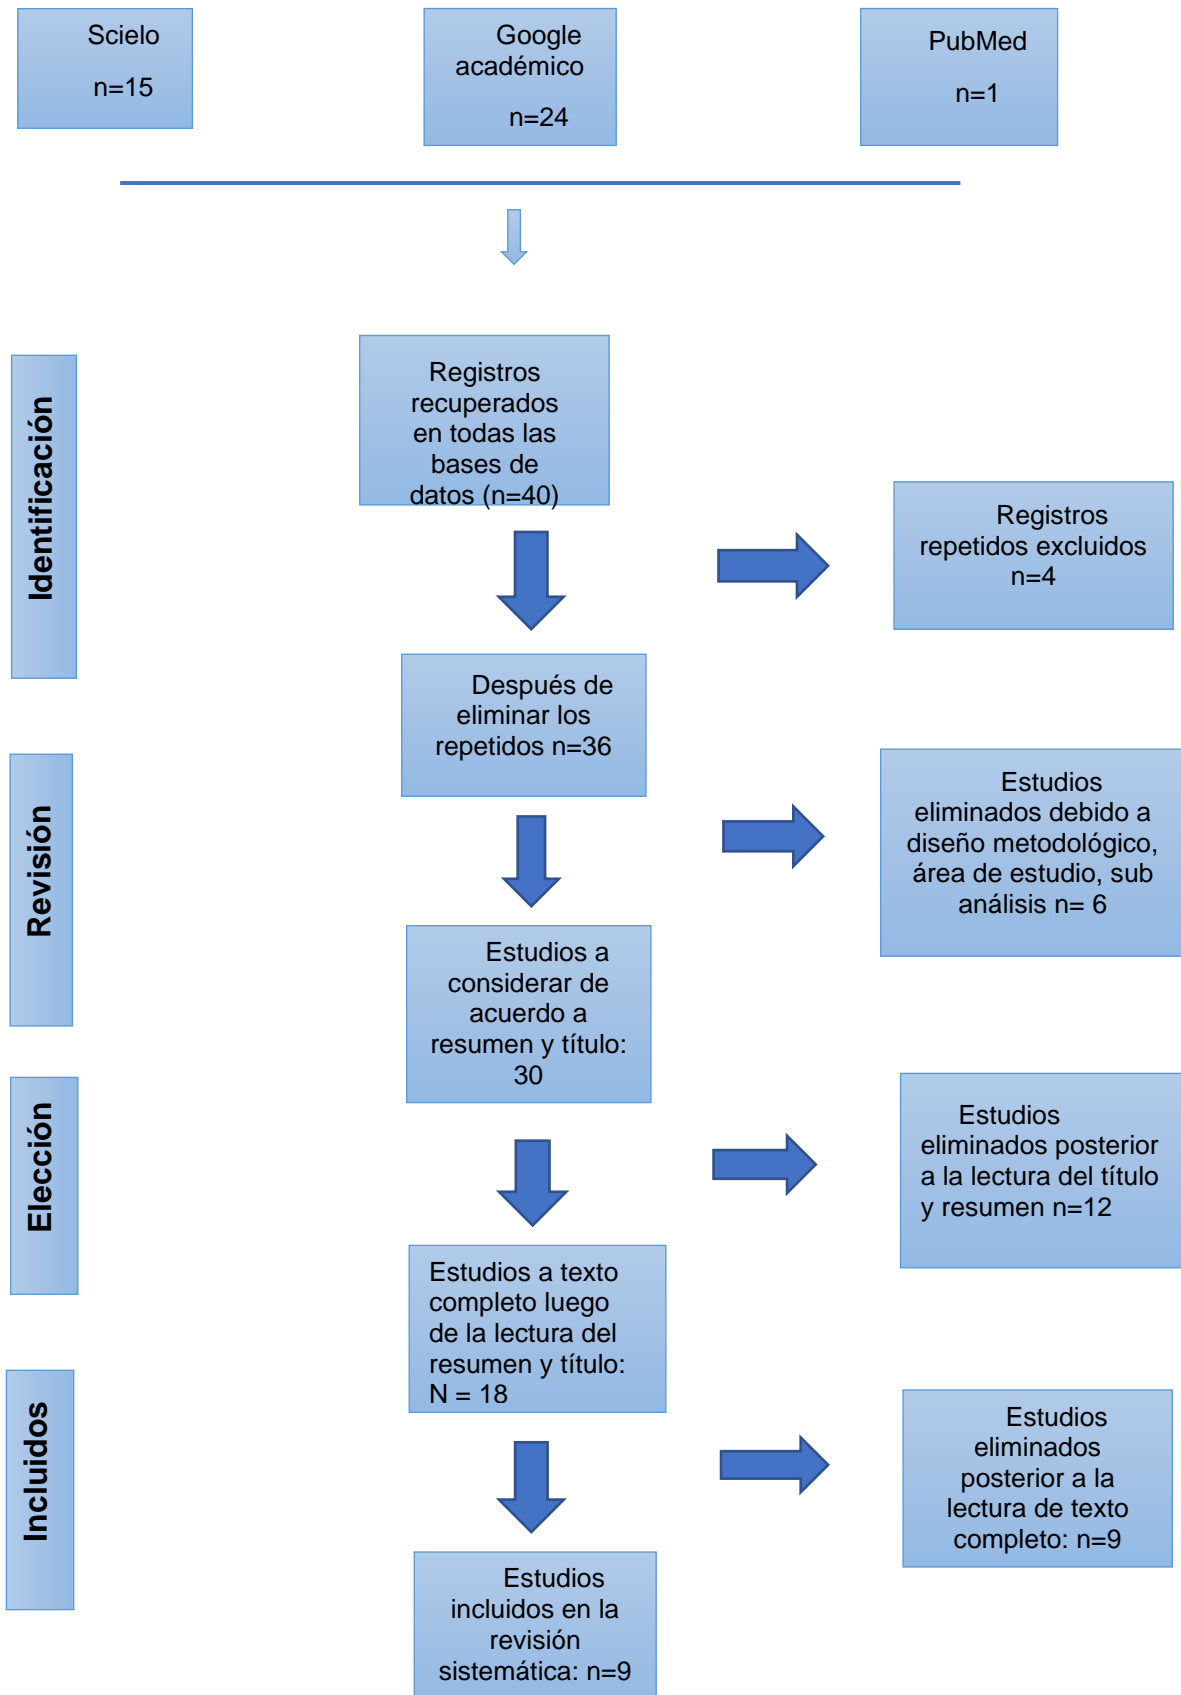 Scielo
n=15
Google
académico
n=24
PubMed
n=1
Identificación
Registros
recuperados
en todas las
bases de
datos (n=40)
Registros
repetidos excluidos
n=4
Después de
eliminar los
repetidos n=36
Revisión
Estudios
eliminados debido a
diseño metodológico,
área de estudio, sub
análisis n= 6
Estudios a
considerar de
acuerdo a
resumen y título:
30
Elección
Estudios
eliminados posterior
a la lectura del título
y resumen n=12
Estudios a texto
completo luego
de la lectura del
resumen y título:
N = 18
Incluidos
Estudios
eliminados
posterior a la
lectura de texto
completo: n=9
Estudios
incluidos en la
revisión
sistemática: n=9